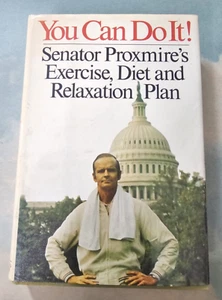 You Can Do It!
Senator Proxmire's
Exercise, Diet and
Relaxation Plan